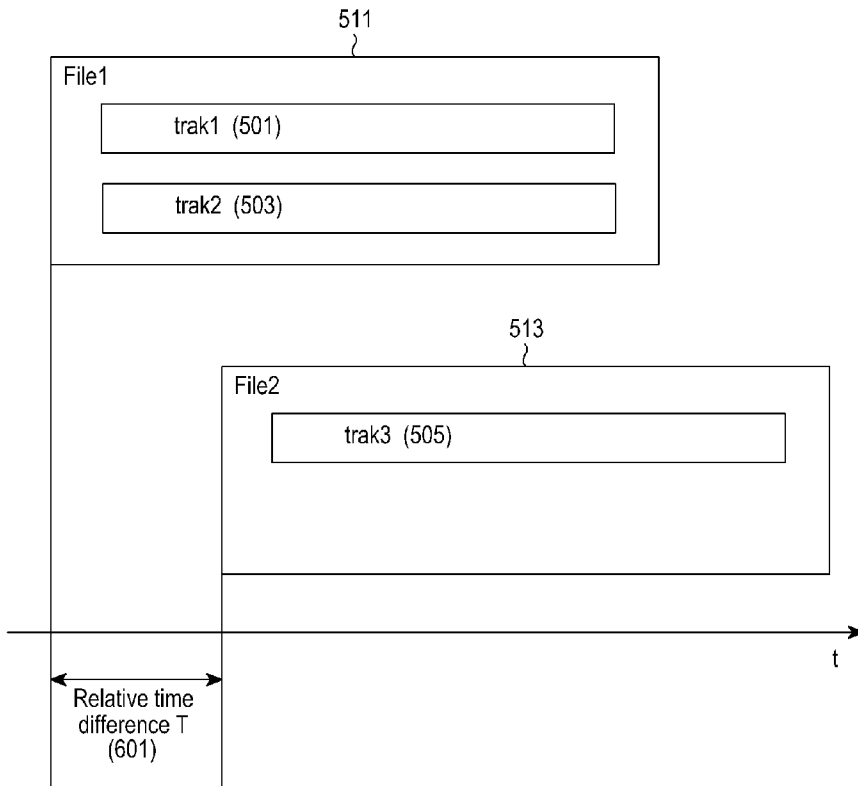 511
File1
trak1 (501)
trak2 (503)
513
File2
trak3 (505)
t
Relative time
difference T
(601)